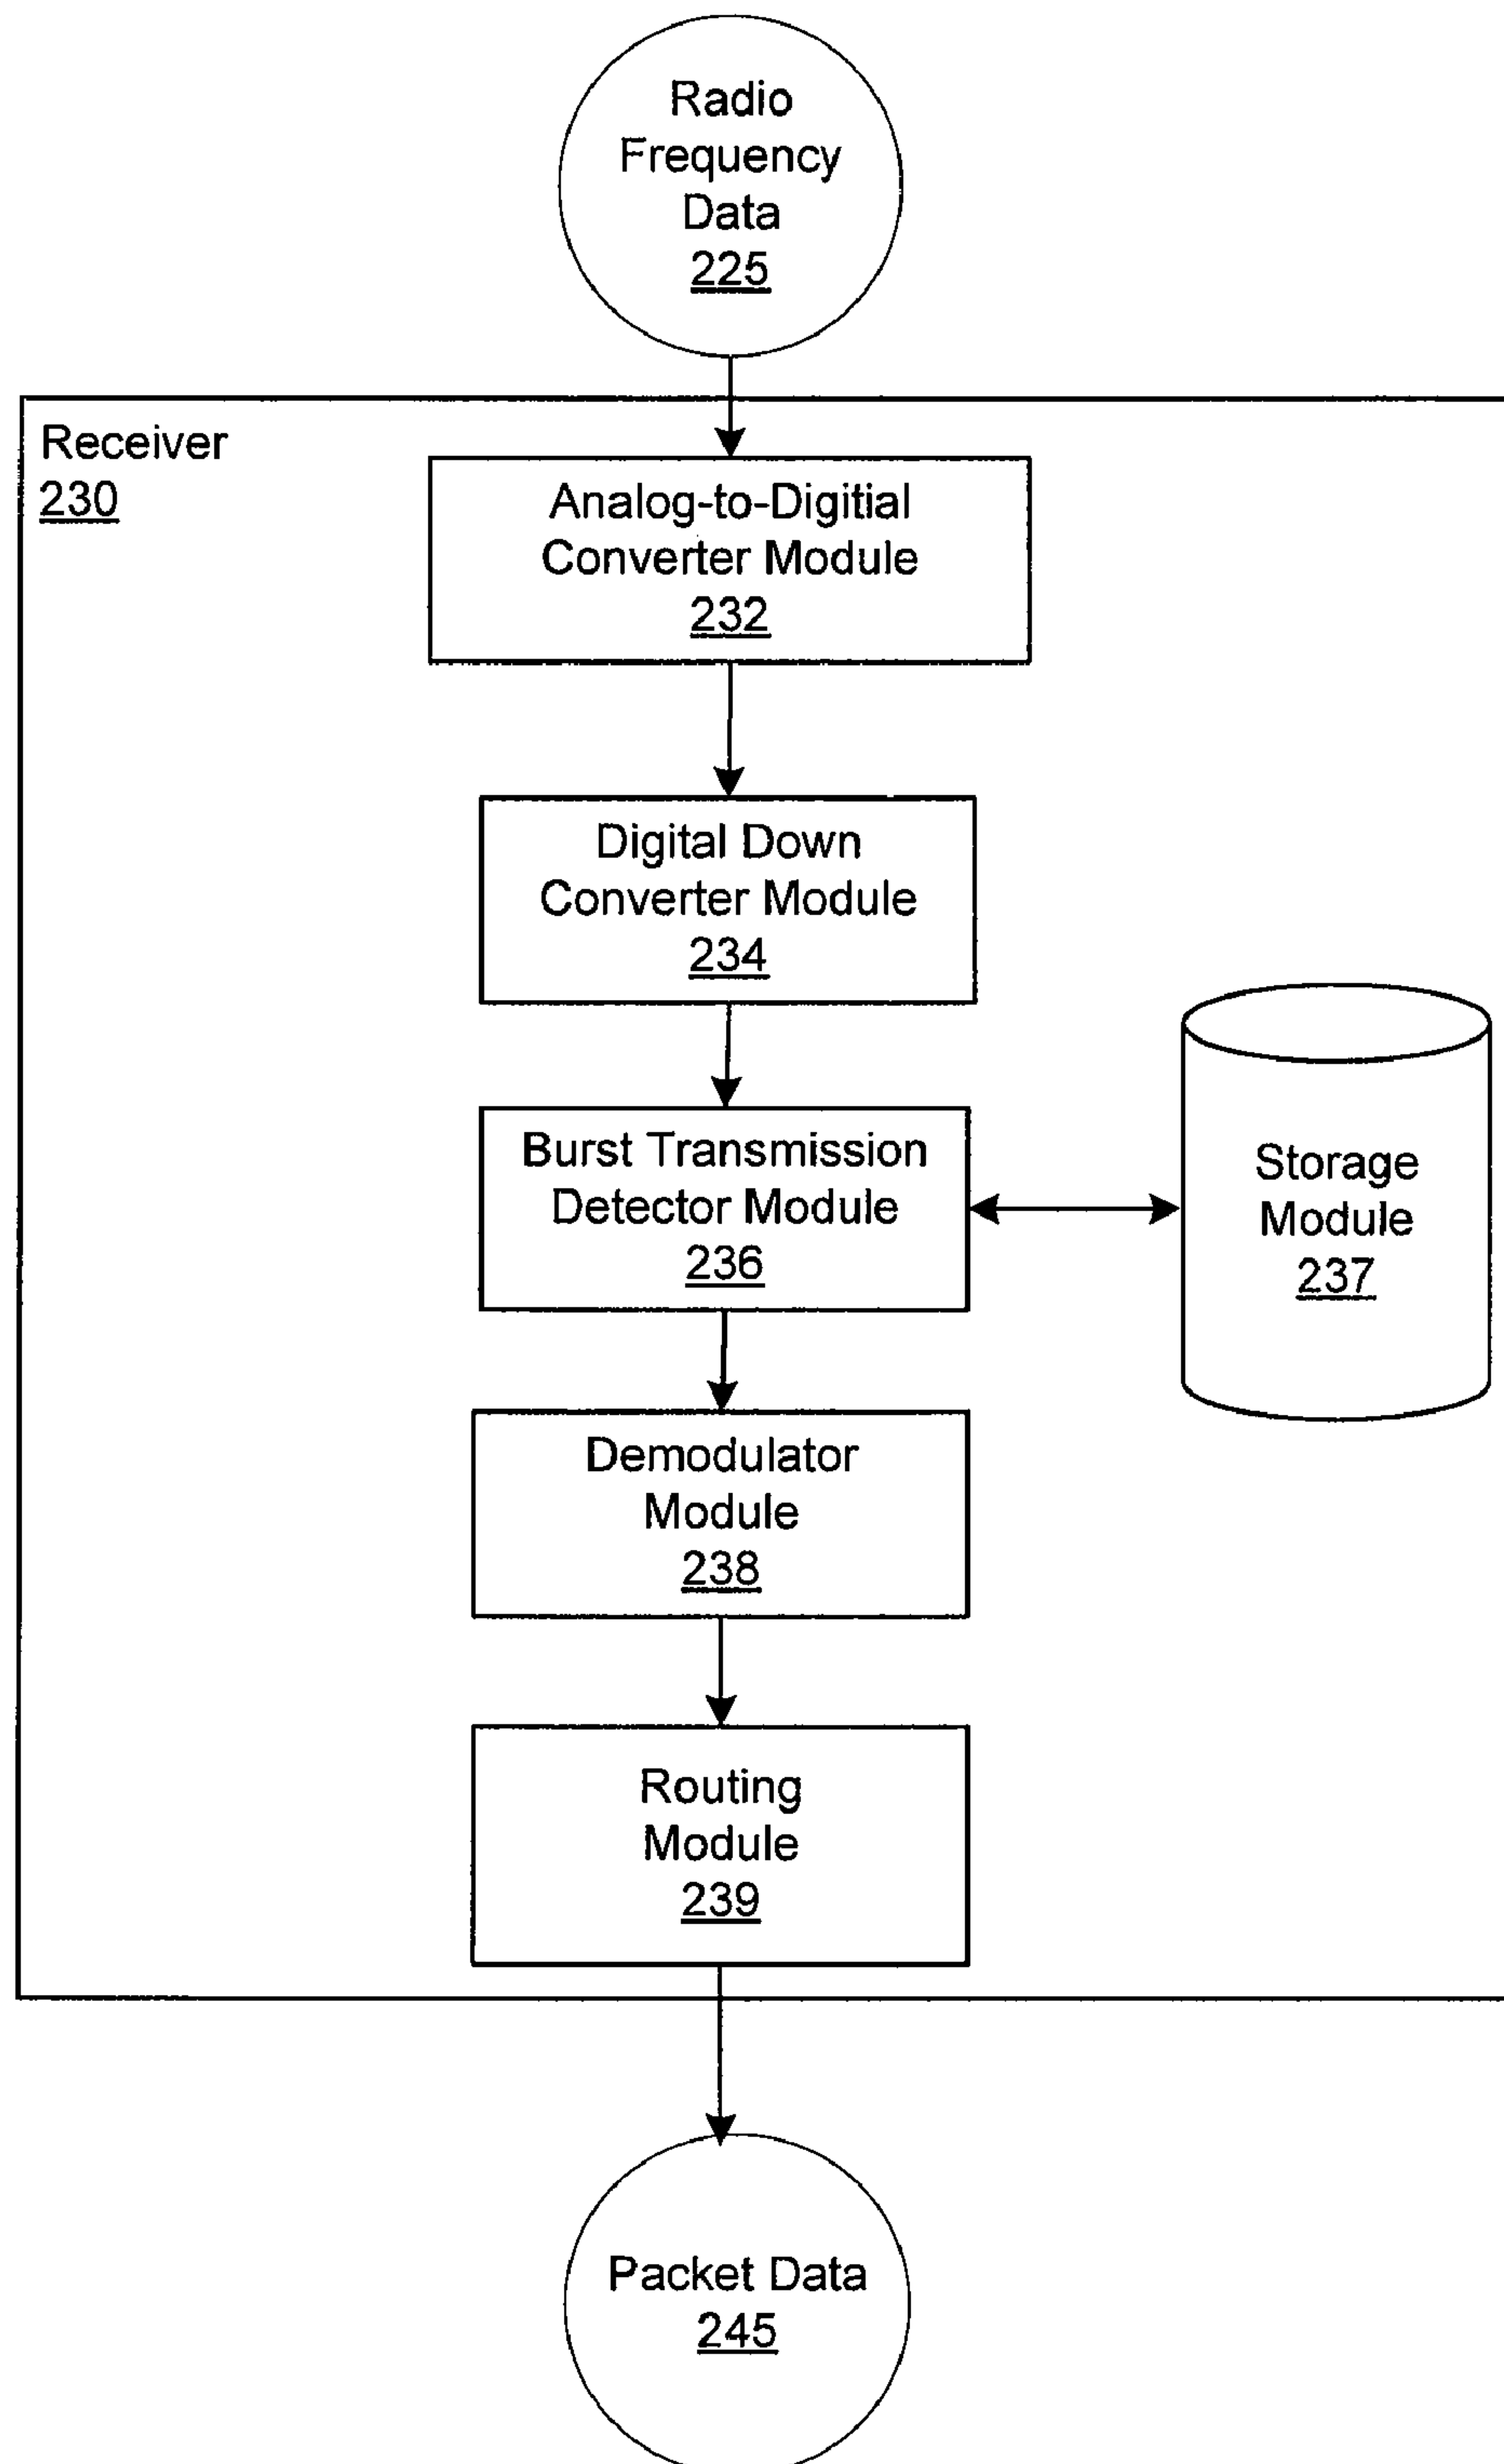 Radio
Frequency
Data
225
Receiver
230
Analog-to-Digitial
Converter Module
232
Digital Down
Converter Module
234
Burst Transmission
Detector Module
236
Storage
Module
237
Demodulator
Module
238
Routing
Module
239
Packet Data
245